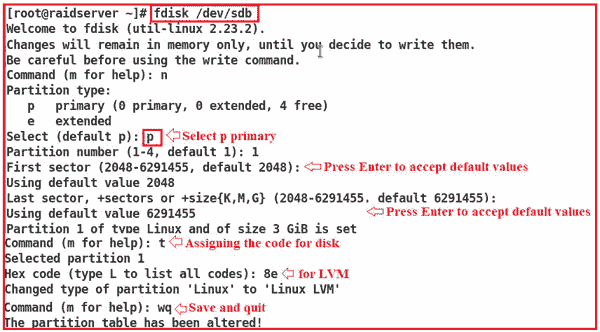 [root@raidserver ~]# fdisk /dev/sdb
Welcome to fdisk (util-linux 2.23.2).
Changes will remain in memory only, until you decide to write them.
Be careful before using the write command.
Command (m for help): n
Partition type:
p primary (0 primary, 0 extended, 4 free)
e extended
Select (default p): p Select p primary
Partition number (1-4, default 1): 1
First sector (2048-6291455, default 2048): Press Enter to accept default values
Using default value 2048
Last sector, +sectors or +size{K,M,G} (2048-6291455, default 6291455):
Using default value 6291455 Press Enter to accept default values
Partition 1 of type Linux and of size 3 GiB is set
Command (m for help): t Assigning the code for disk
Selected partition 1
Hex code (type L to list all codes): 8e for LVM
Changed type of partition 'Linux' to 'Linux LVM'
Command (m for help): wq Save and quit
The partition table has been altered!